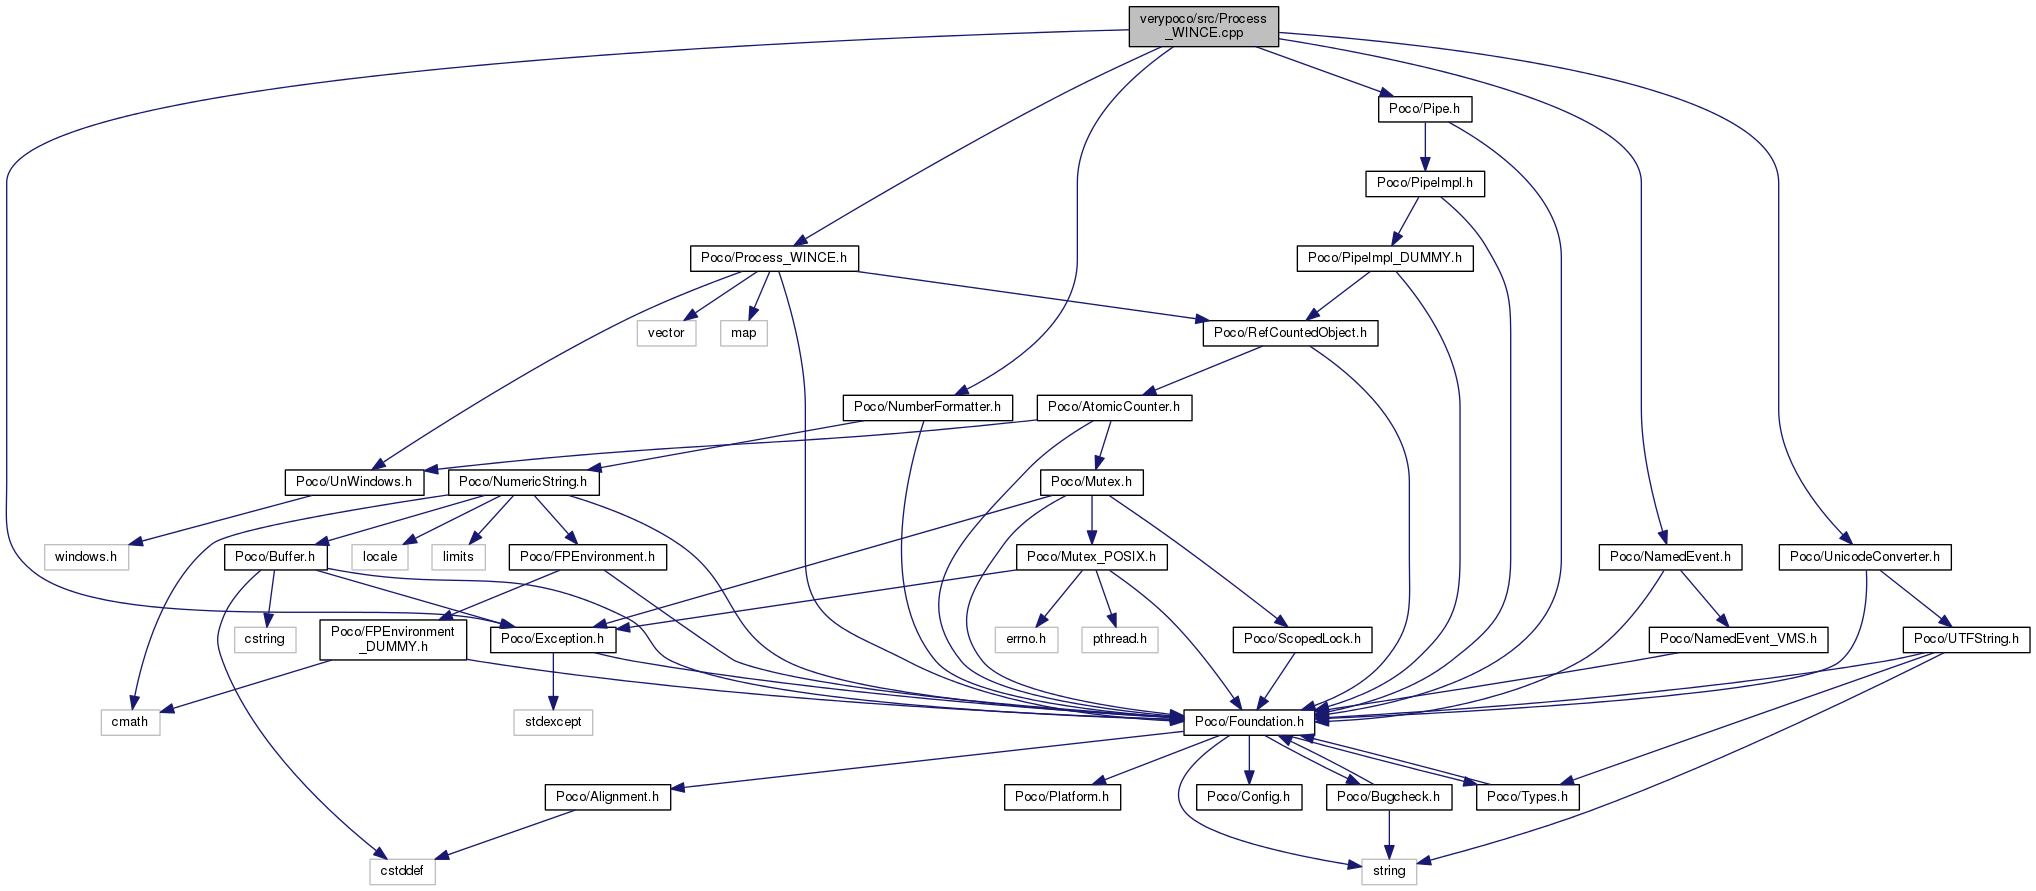 verypoco/src/Process
_WINCE.cpp
Poco/Pipe.h
Poco/PipeImpl.h
Poco/Process_WINCE.h
Poco/PipeImpl_DUMMY.h
vector
map
Poco/RefCountedObject.h
Poco/NumberFormatter.h
Poco/AtomicCounter.h
Poco/UnWindows.h
Poco/NumericString.h
Poco/Mutex.h
windows.h
Poco/Buffer.h
locale
limits
Poco/FPEnvironment.h
Poco/Mutex_POSIX.h
Poco/NamedEvent.h
Poco/UnicodeConverter.h
cstring
Poco/FPEnvironment
_DUMMY.h
Poco/Exception.h
errno.h
pthread.h
Poco/ScopedLock.h
Poco/NamedEvent_VMS.h
Poco/UTFString.h
cmath
stdexcept
Poco/Foundation.h
Poco/Alignment.h
Poco/Platform.h
Poco/Config.h
Poco/Bugcheck.h
Poco/Types.h
cstddef
string